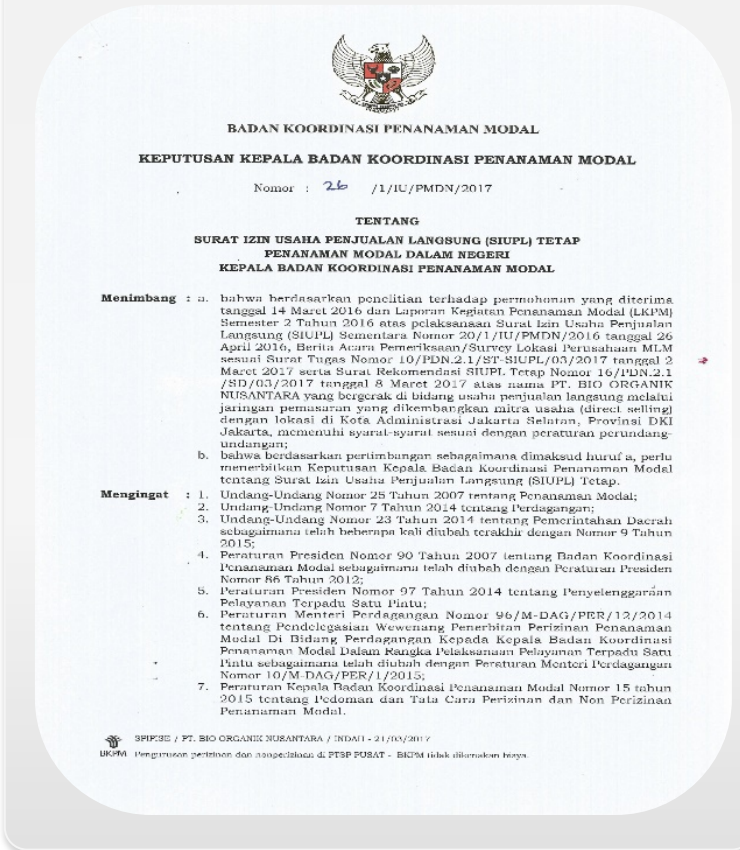 BADAN KOORDINASI PENANAMAN MODAL
KEPUTUSAN KEPALA BADAN KOORDINASI PENANAMAN MODAL
Nomor : 26 /1/IU/PMDN/2017
TENTANG
SURAT IZIN USAHA PENJUALAN LANGSUNG (SIUPL) TETAP
PENANAMAN MODAL DALAM NEGERI
KEPALA BADAN KOORDINASI PENANAMAN MODAL
Menimbang : a. bahwa berdasarkan penelitian terhadap permohonan yang diterima
tanggal 14 Maret 2016 dan Laporan Kegiatan Penanaman Modal (LKPM)
Semester 2 Tahun 2016 atas pelaksanaan Surat Izin Usaha Penjualan
Langsung (SIUPL) Sementara Nomor 20/1/IU/PMDN/2016 tanggal 26
April 2016, Berita Acara Pemeriksaan/Survey Lokasi Perusahaan MLM
sesuai Surat Tugas Nomor 10/PDN.2.1/ST-SIUPL/03/2017 tanggal 2
Maret 2017 serta Surat Rekomendasi SIUPL Tetap Nomor 16/PDN.2.1
/SD/03/2017 tanggal 8 Maret 2017 atas nama PT. BIO ORGANIK
NUSANTARA yang bergerak di bidang usaha penjualan langsung melalui
jaringan pemasaran yang dikembangkan mitra usaha (direct selling)
dengan lokasi di Kota Administrasi Jakarta Selatan, Provinsi DKI
Jakarta, memenuhi syarat-syarat sesuai dengan peraturan perundang-
undangan;
b. bahwa berdasarkan pertimbangan sebagaimana dimaksud huruf a, perlu
menerbitkan Keputusan Kepala Badan Koordinasi Penanaman Modal
tentang Surat Izin Usaha Penjualan Langsung (SIUPL) Tetap.
Mengingat : 1. Undang-Undang Nomor 25 Tahun 2007 tentang Penanaman Modal;
2. Undang-Undang Nomor 7 Tahun 2014 tentang Perdagangan;
3. Undang-Undang Nomor 23 Tahun 2014 tentang Pemerintahan Daerah
sebagaimana telah beberapa kali diubah terakhir dengan Nomor 9 Tahun
2015;
4. Peraturan Presiden Nomor 90 Tahun 2007 tentang Badan Koordinasi
Penanaman Modal sebagaimana telah diubah dengan Peraturan Presiden
Nomor 86 Tahun 2012;
5. Peraturan Presiden Nomor 97 Tahun 2014 tentang Penyelenggaraan
Pelayanan Terpadu Satu Pintu;
6. Peraturan Menteri Perdagangan Nomor 96/M-DAG/PER/12/2014
tentang Pendelegasian Wewenang Penerbitan Perizinan Penanaman
Modal Di Bidang Perdagangan Kepada Kepala Badan Koordinasi
Penanaman Modal Dalam Rangka Pelaksanaan Pelayanan Terpadu Satu
Pintu sebagaimana telah diubah dengan Peraturan Menteri Perdagangan
Nomor 10/M-DAG/PER/1/2015;
7. Peraturan Kepala Badan Koordinasi Penanaman Modal Nomor 15 tahun
2015 tentang Pedoman dan Tata Cara Perizinan dan Non Perizinan
Penanaman Modal.
SPIPISE / PT. BIO ORGANIK NUSANTARA / INDAH - 21/03/2017
BKPM Pengurusan perizinan dan nonperizinan di PTSP PUSAT - BKPM tidak dikenakan biaya.